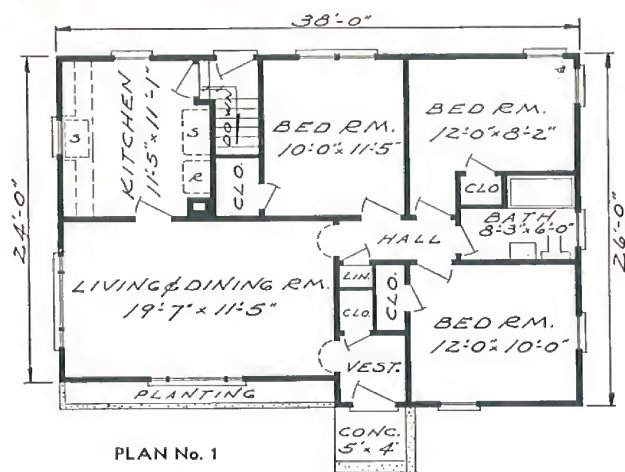 38'-0"
24'-0"
26'-0"
KITCHEN
11'-5" x 11'-1"
S
S
R
DOWN
CLO.
BED RM.
10'-0" x 11'-5"
BED RM.
12'-0" x 8'-2"
CLO
BATH
8'-3" x 6'-0"
HALL
LIVING & DINING RM.
19'-7" x 11'-5"
LIN.
CLO.
CLO.
BED RM.
12'-0" x 10'-0"
VEST.
PLANTING
CONC.
5' x 4'
PLAN No. 1